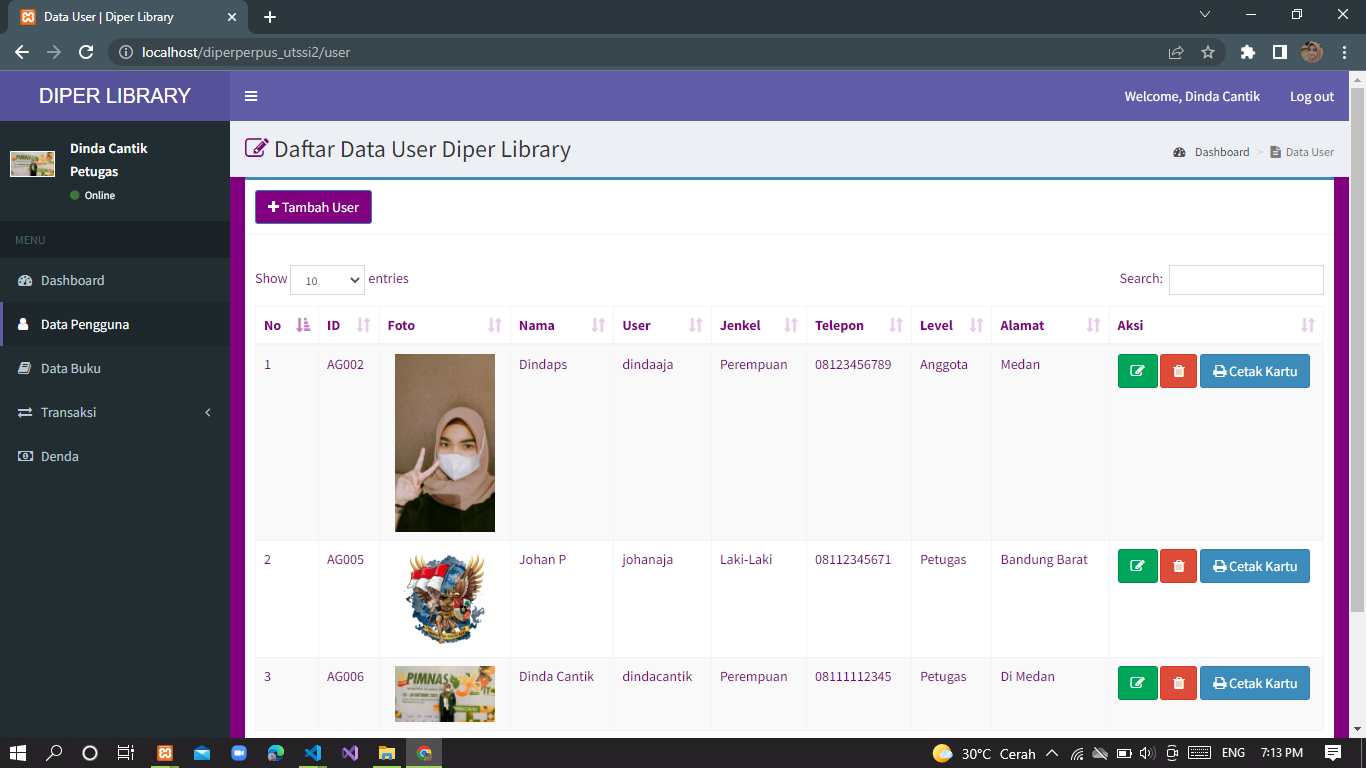 Data User | Diper Library
localhost/diperperpus_utssi2/user
DIPER LIBRARY
Welcome, Dinda Cantik
Log out
Dinda Cantik
Petugas
Online
MENU
Dashboard
Data Pengguna
Data Buku
Transaksi
Denda
Daftar Data User Diper Library
Dashboard > Data User
Tambah User
Show 10 entries
Search:
No ID Foto Nama User Jenkel Telepon Level Alamat Aksi
1 AG002 Dindaps dindaaja Perempuan 08123456789 Anggota Medan Cetak Kartu
2 AG005 Johan P johanaja Laki-Laki 08112345671 Petugas Bandung Barat Cetak Kartu
3 AG006 Dinda Cantik dindacantik Perempuan 08111112345 Petugas Di Medan Cetak Kartu
PIMNAS
30°C Cerah ENG 7:13 PM